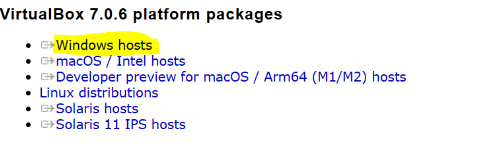 VirtualBox 7.0.6 platform packages
Windows hosts
macOS / Intel hosts
Developer preview for macOS / Arm64 (M1/M2) hosts
Linux distributions
Solaris hosts
Solaris 11 IPS hosts